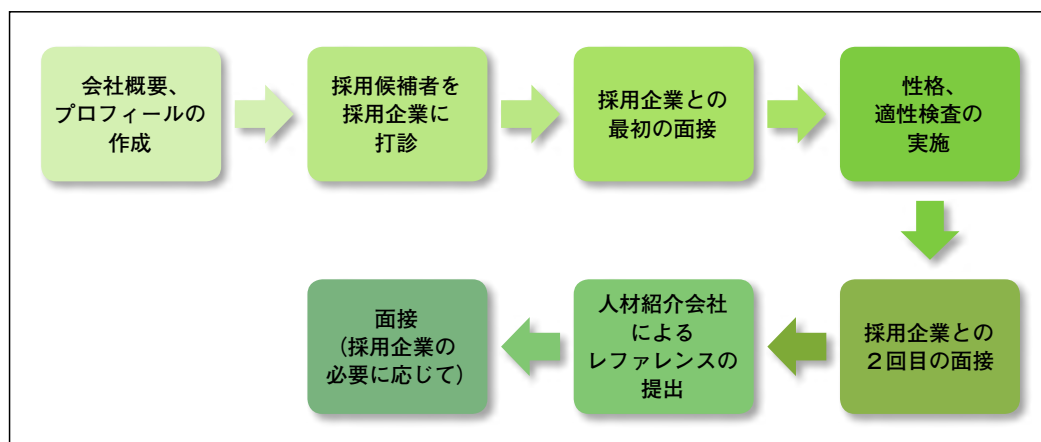 会社概要、
プロフィールの
作成
採用候補者を
採用企業に
打診
採用企業との
最初の面接
性格、
適性検査の
実施
採用企業との
２回目の面接
人材紹介会社
による
レファレンスの
提出
面接
（採用企業の
必要に応じて）